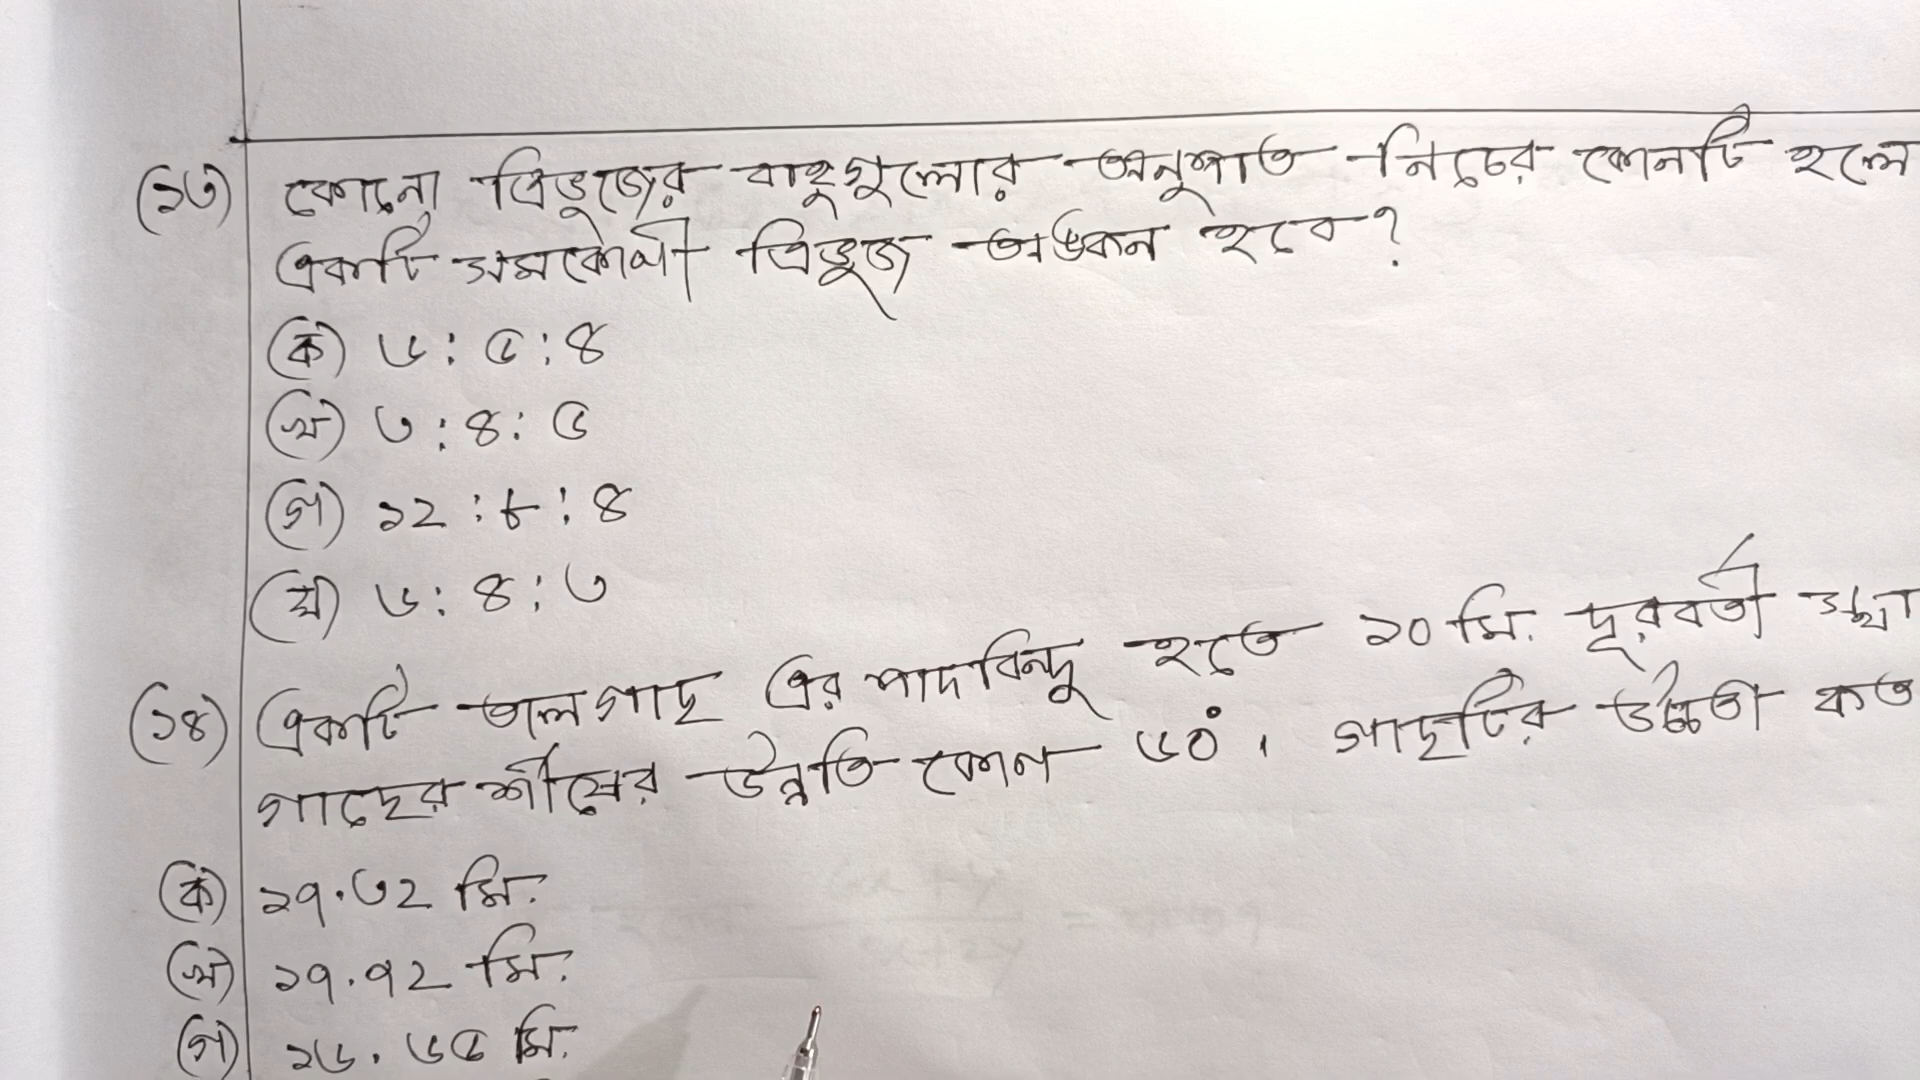 (১৩) কোনো ত্রিভুজের বাহুগুলোর অনুপাত নিচের কোনটি হলে
একটি সমকোণী ত্রিভুজ অঙ্কন হবে?
(ক) ৬ : ৫ : ৪
(খ) ৩ : ৪ : ৫
(গ) ১২ : ৮ : ৪
(ঘ) ৬ : ৪ : ৩
(১৪) একটি তালগাছ এর পাদবিন্দু হতে ১০ মি. দূরবর্তী স্থা
গাছের শীর্ষের উন্নতি কোণ ৬০°। গাছটির উচ্চতা কত
(ক) ১৭.৩২ মি.
(খ) ১৭.৭২ মি.
(গ) ১৬.৬৫ মি.